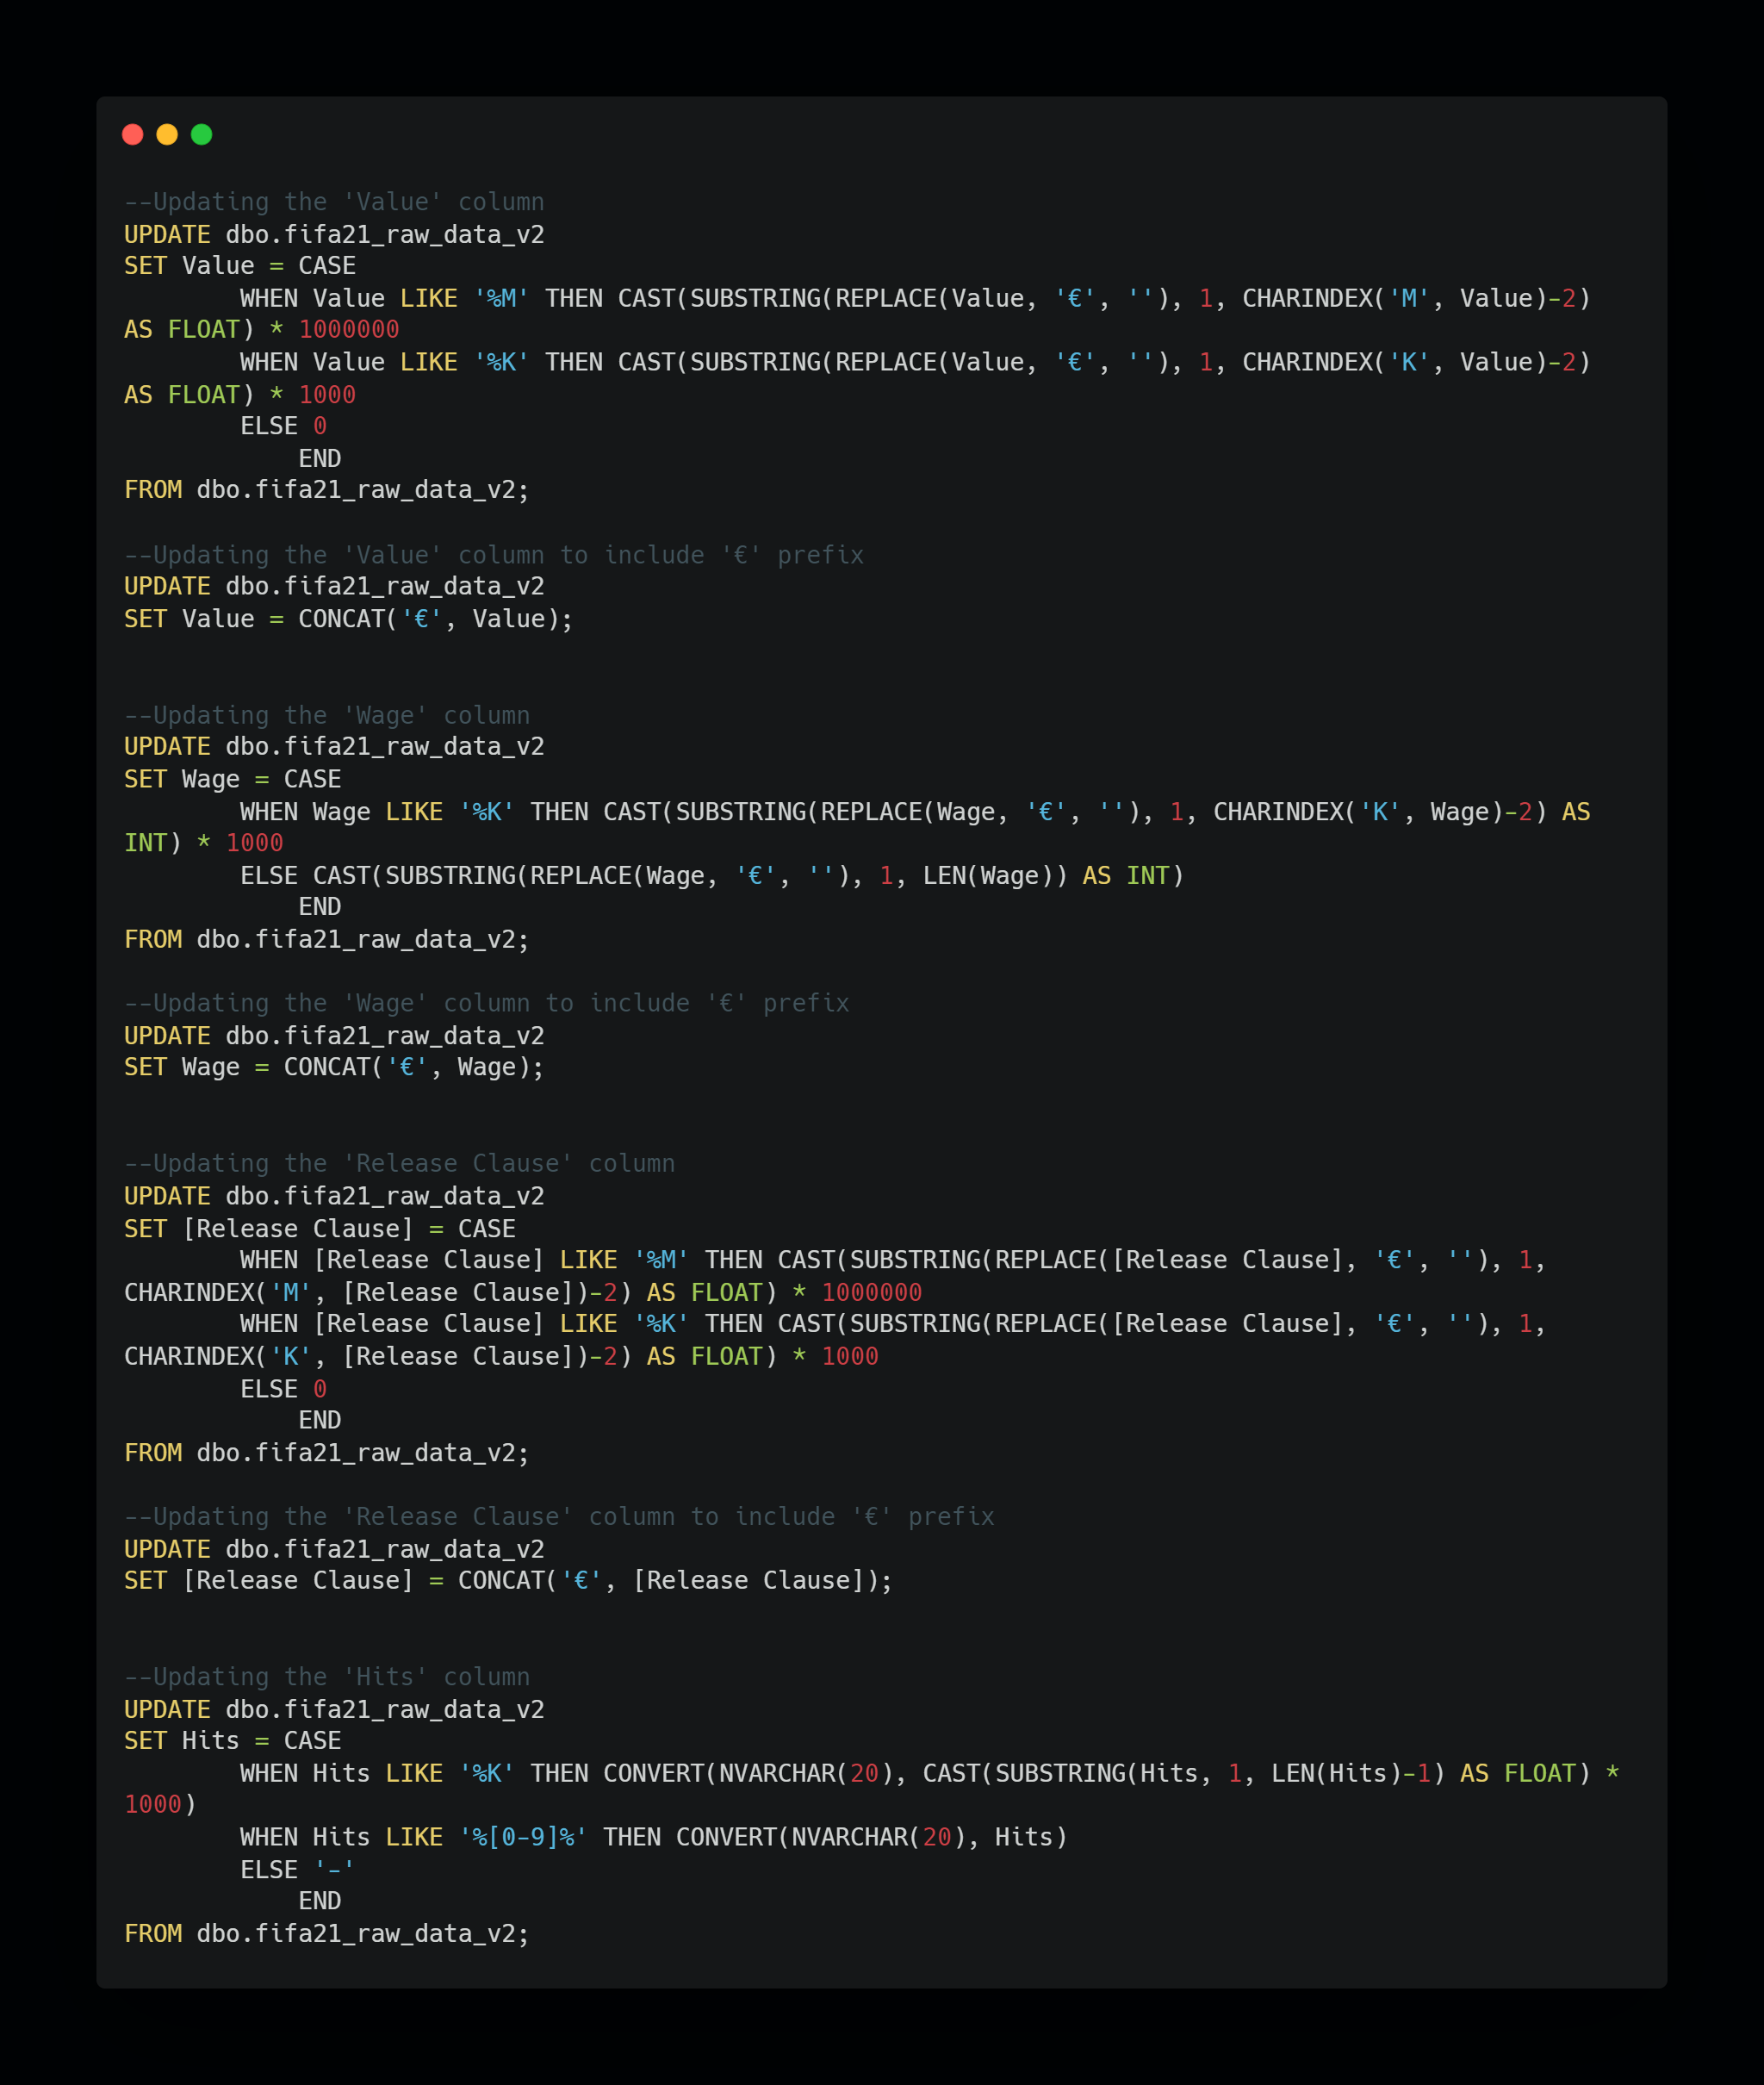 --Updating the 'Value' column
UPDATE dbo.fifa21_raw_data_v2
SET Value = CASE
        WHEN Value LIKE '%M' THEN CAST(SUBSTRING(REPLACE(Value, '€', ''), 1, CHARINDEX('M', Value)-2)
AS FLOAT) * 1000000
        WHEN Value LIKE '%K' THEN CAST(SUBSTRING(REPLACE(Value, '€', ''), 1, CHARINDEX('K', Value)-2)
AS FLOAT) * 1000
        ELSE 0
            END
FROM dbo.fifa21_raw_data_v2;

--Updating the 'Value' column to include '€' prefix
UPDATE dbo.fifa21_raw_data_v2
SET Value = CONCAT('€', Value);


--Updating the 'Wage' column
UPDATE dbo.fifa21_raw_data_v2
SET Wage = CASE
        WHEN Wage LIKE '%K' THEN CAST(SUBSTRING(REPLACE(Wage, '€', ''), 1, CHARINDEX('K', Wage)-2) AS
INT) * 1000
        ELSE CAST(SUBSTRING(REPLACE(Wage, '€', ''), 1, LEN(Wage)) AS INT)
            END
FROM dbo.fifa21_raw_data_v2;

--Updating the 'Wage' column to include '€' prefix
UPDATE dbo.fifa21_raw_data_v2
SET Wage = CONCAT('€', Wage);


--Updating the 'Release Clause' column
UPDATE dbo.fifa21_raw_data_v2
SET [Release Clause] = CASE
        WHEN [Release Clause] LIKE '%M' THEN CAST(SUBSTRING(REPLACE([Release Clause], '€', ''), 1,
CHARINDEX('M', [Release Clause])-2) AS FLOAT) * 1000000
        WHEN [Release Clause] LIKE '%K' THEN CAST(SUBSTRING(REPLACE([Release Clause], '€', ''), 1,
CHARINDEX('K', [Release Clause])-2) AS FLOAT) * 1000
        ELSE 0
            END
FROM dbo.fifa21_raw_data_v2;

--Updating the 'Release Clause' column to include '€' prefix
UPDATE dbo.fifa21_raw_data_v2
SET [Release Clause] = CONCAT('€', [Release Clause]);


--Updating the 'Hits' column
UPDATE dbo.fifa21_raw_data_v2
SET Hits = CASE
        WHEN Hits LIKE '%K' THEN CONVERT(NVARCHAR(20), CAST(SUBSTRING(Hits, 1, LEN(Hits)-1) AS FLOAT) *
1000)
        WHEN Hits LIKE '%[0-9]%' THEN CONVERT(NVARCHAR(20), Hits)
        ELSE '-'
            END
FROM dbo.fifa21_raw_data_v2;